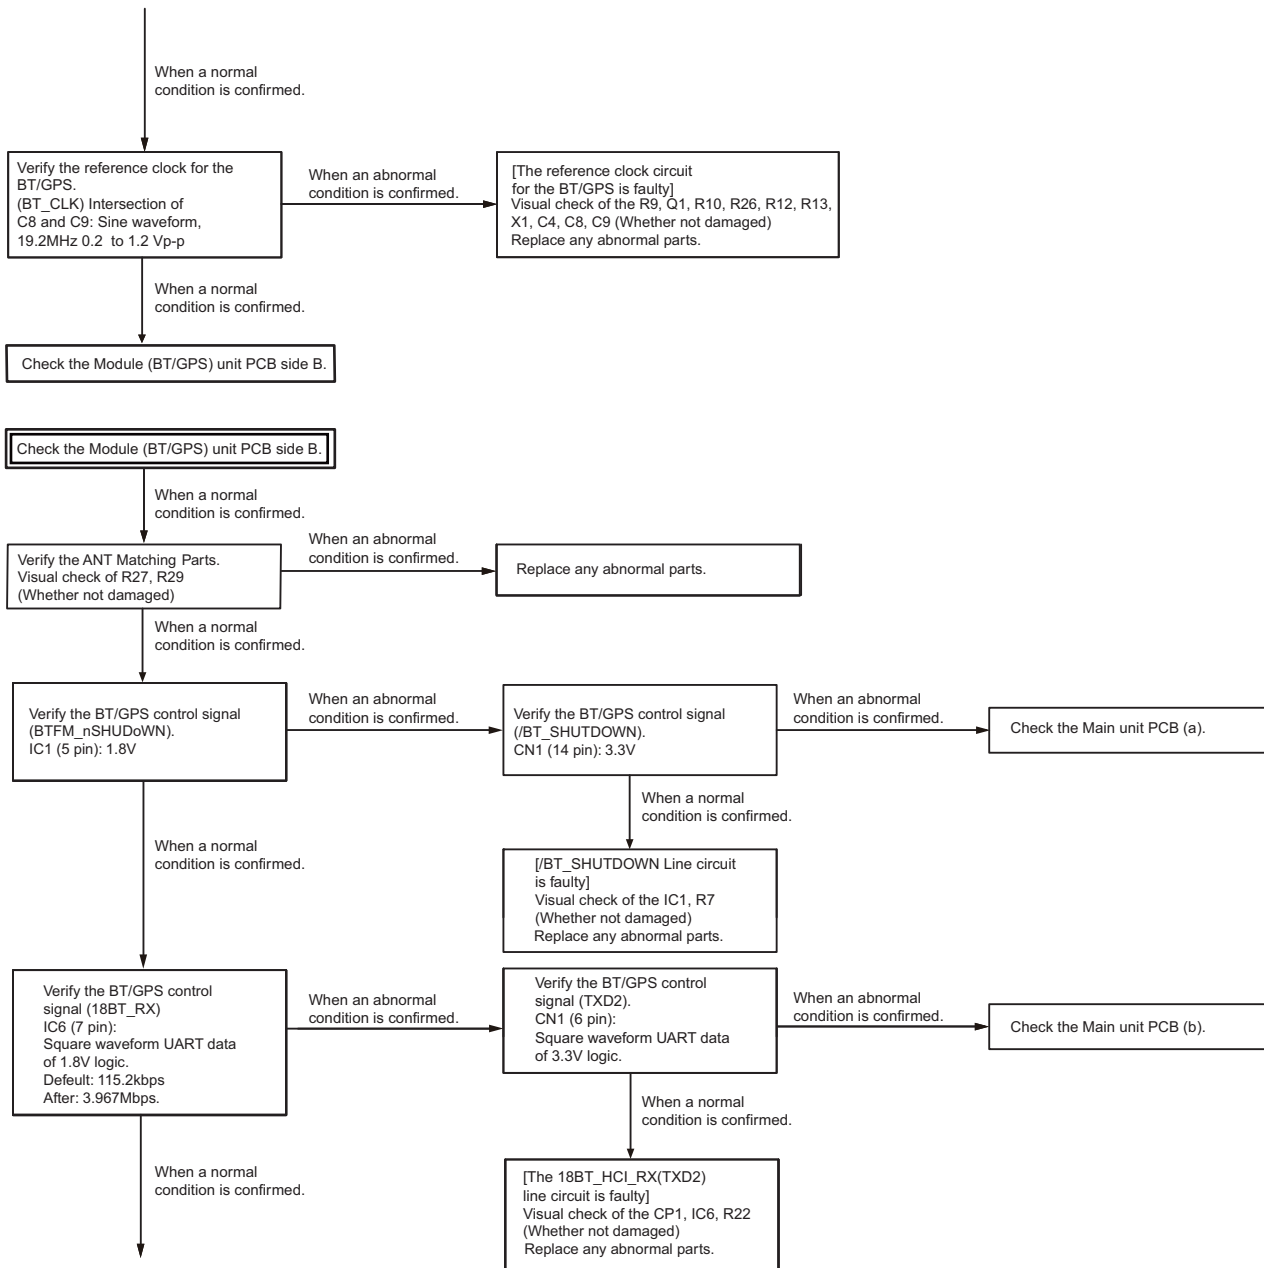 When a normal
condition is confirmed.
Verify the reference clock for the
BT/GPS.
(BT_CLK) Intersection of
C8 and C9: Sine waveform,
19.2MHz 0.2 to 1.2 Vp-p
When an abnormal
condition is confirmed.
[The reference clock circuit
for the BT/GPS is faulty]
Visual check of the R9, Q1, R10, R26, R12, R13,
X1, C4, C8, C9 (Whether not damaged)
Replace any abnormal parts.
When a normal
condition is confirmed.
Check the Module (BT/GPS) unit PCB side B.
Check the Module (BT/GPS) unit PCB side B.
When a normal
condition is confirmed.
Verify the ANT Matching Parts.
Visual check of R27, R29
(Whether not damaged)
When an abnormal
condition is confirmed.
Replace any abnormal parts.
When a normal
condition is confirmed.
Verify the BT/GPS control signal
(BTFM_nSHUDoWN).
IC1 (5 pin): 1.8V
When an abnormal
condition is confirmed.
Verify the BT/GPS control signal
(/BT_SHUTDOWN).
CN1 (14 pin): 3.3V
When an abnormal
condition is confirmed.
Check the Main unit PCB (a).
When a normal
condition is confirmed.
When a normal
condition is confirmed.
[/BT_SHUTDOWN Line circuit
is faulty]
Visual check of the IC1, R7
(Whether not damaged)
Replace any abnormal parts.
Verify the BT/GPS control
signal (18BT_RX)
IC6 (7 pin):
Square waveform UART data
of 1.8V logic.
Defeult: 115.2kbps
After: 3.967Mbps.
When an abnormal
condition is confirmed.
Verify the BT/GPS control
signal (TXD2).
CN1 (6 pin):
Square waveform UART data
of 3.3V logic.
When an abnormal
condition is confirmed.
Check the Main unit PCB (b).
When a normal
condition is confirmed.
When a normal
condition is confirmed.
[The 18BT_HCI_RX(TXD2)
line circuit is faulty]
Visual check of the CP1, IC6, R22
(Whether not damaged)
Replace any abnormal parts.